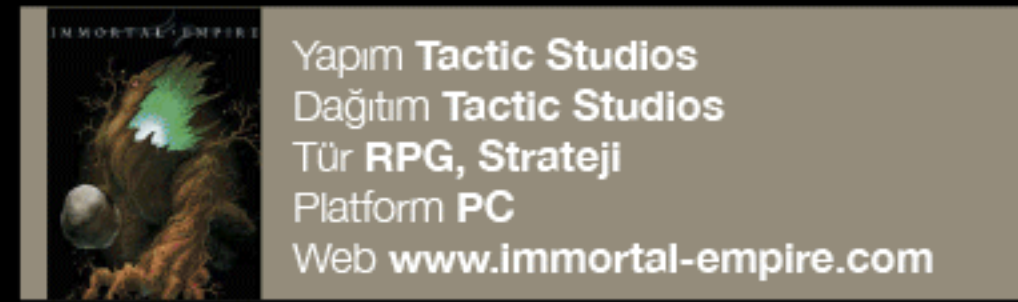 IMMORTAL EMPIRE
Yapım Tactic Studios
Dağıtım Tactic Studios
Tür RPG, Strateji
Platform PC
Web www.immortal-empire.com